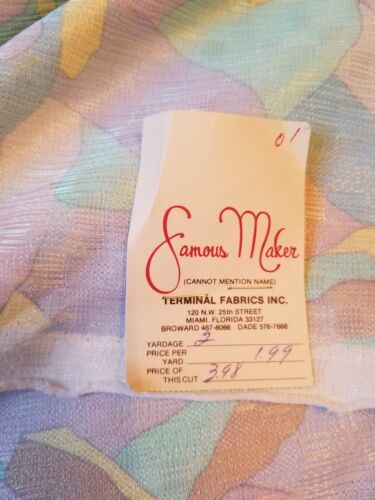 01
Famous Maker
(CANNOT MENTION NAME)
TERMINAL FABRICS INC.
120 N.W. 25th STREET
MIAMI, FLORIDA 33127
BROWARD 467-8066 DADE 576-7666
YARDAGE 2
PRICE PER
YARD 1.99
PRICE OF
THIS CUT 3.98